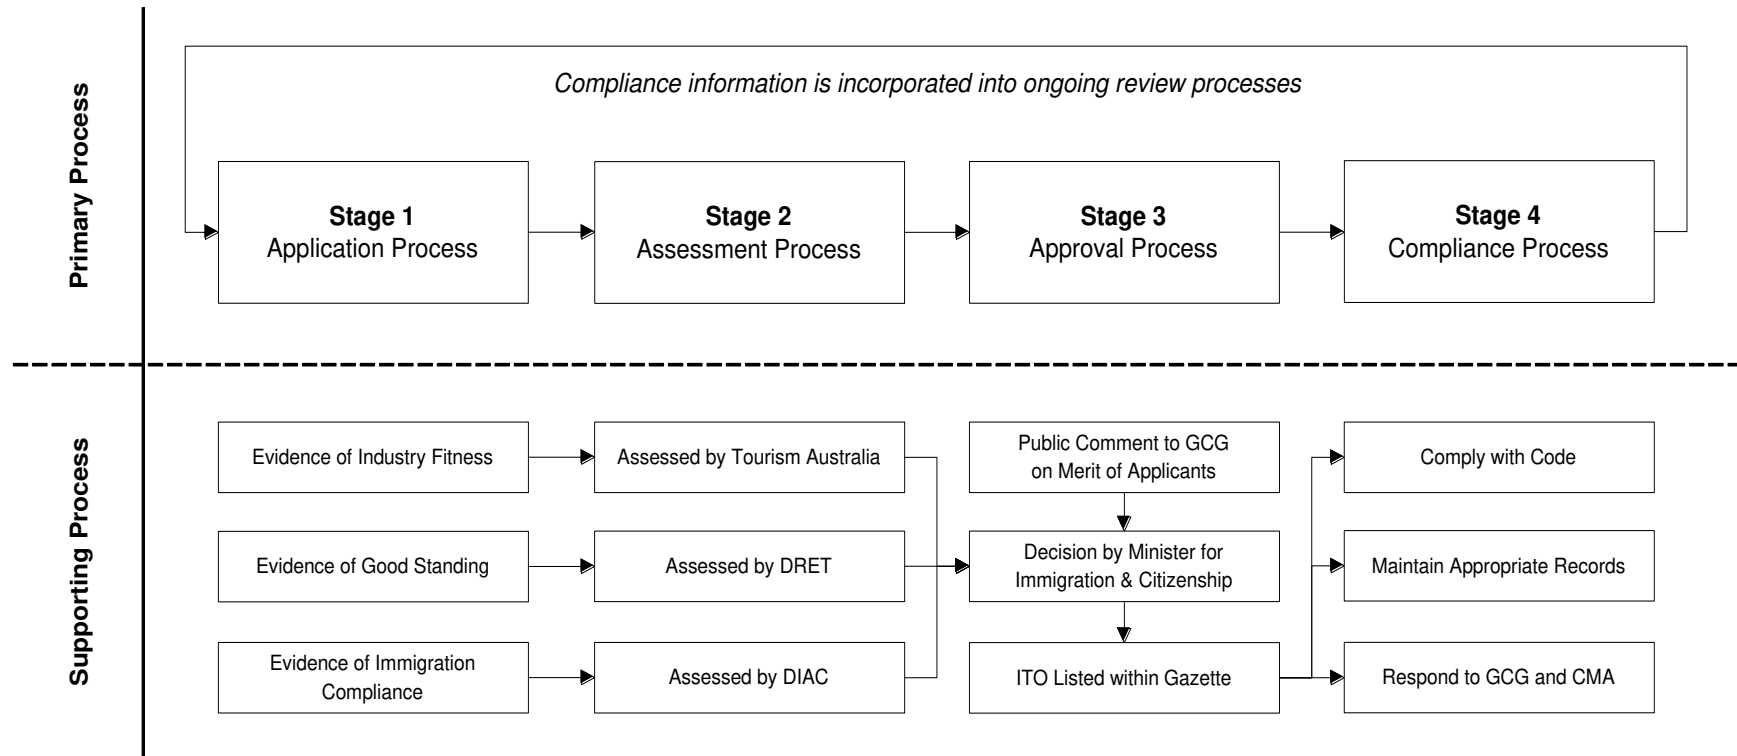 Primary Process
Compliance information is incorporated into ongoing review processes
Stage 1
Application Process
Stage 2
Assessment Process
Stage 3
Approval Process
Stage 4
Compliance Process
Supporting Process
Evidence of Industry Fitness
Assessed by Tourism Australia
Public Comment to GCG
on Merit of Applicants
Comply with Code
Evidence of Good Standing
Assessed by DRET
Decision by Minister for
Immigration & Citizenship
Maintain Appropriate Records
Evidence of Immigration
Compliance
Assessed by DIAC
ITO Listed within Gazette
Respond to GCG and CMA